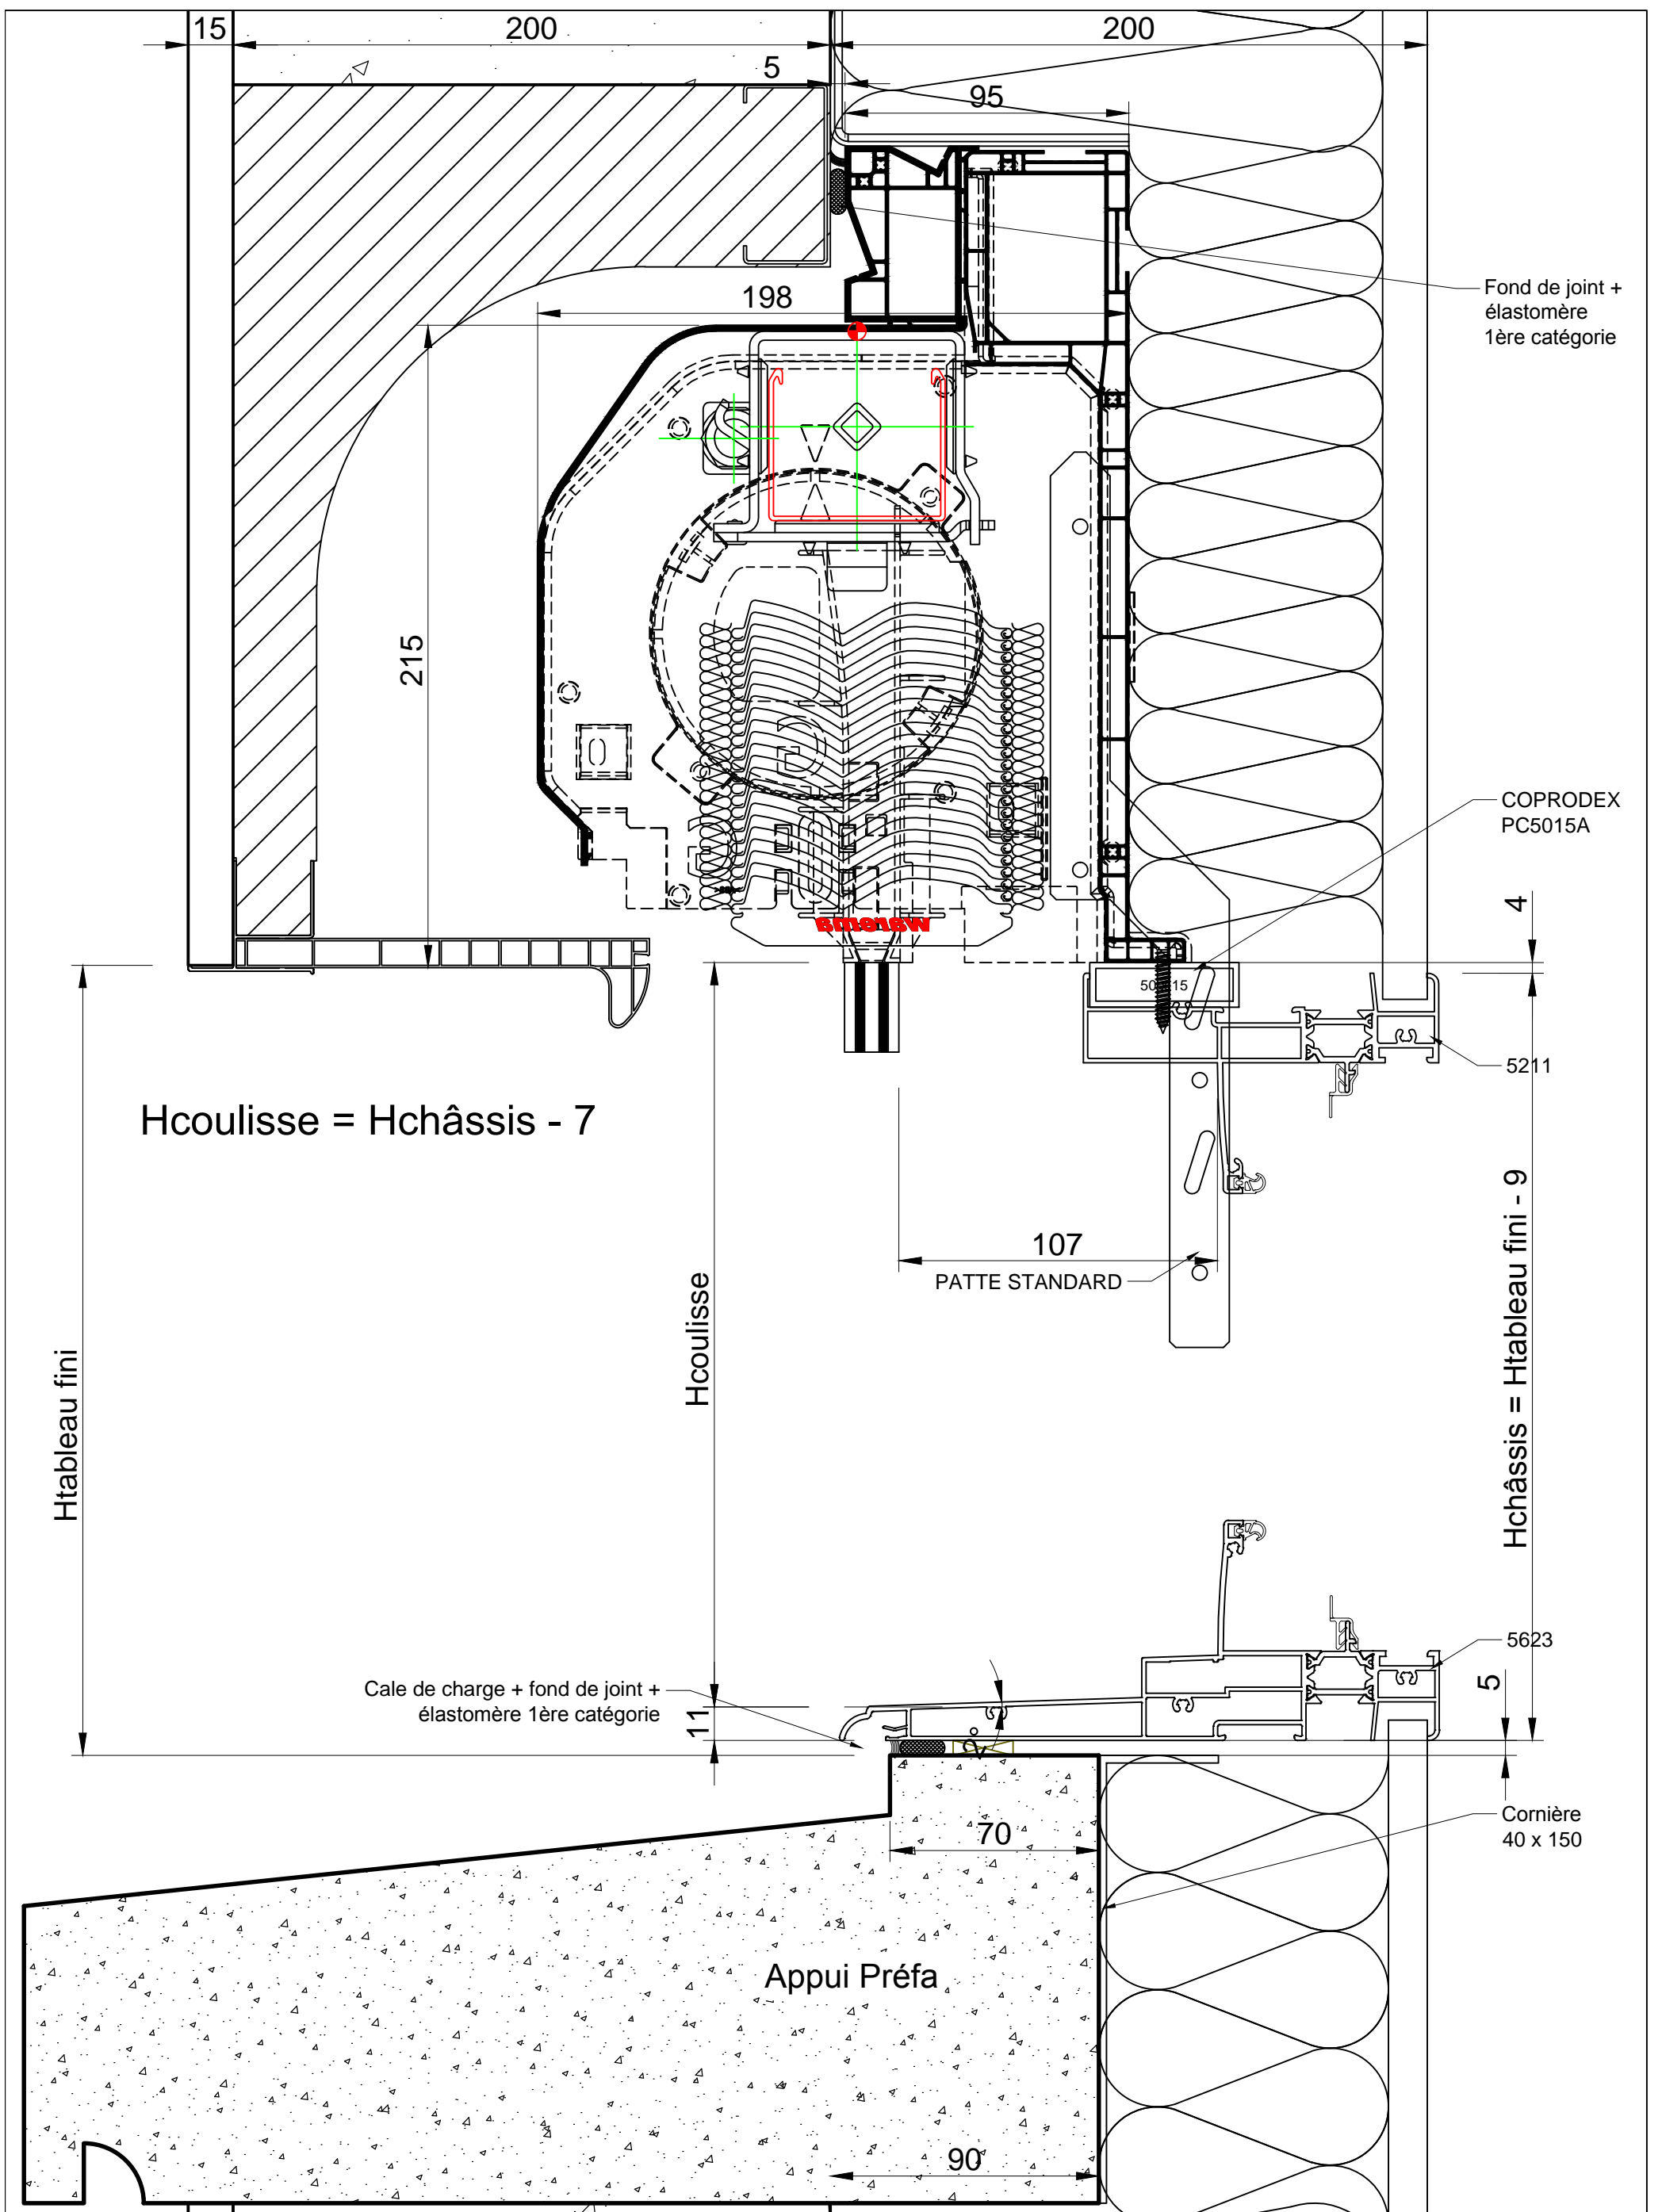 15
200
200
5
95
198
Fond de joint +
élastomère
1ère catégorie
215
COPRODEX
PC5015A
4
warema
5211
Hcoulisse = Hchâssis - 7
107
PATTE STANDARD
Htableau fini
Hcoulisse
Hchâssis = Htableau fini - 9
5623
5
Cale de charge + fond de joint +
élastomère 1ère catégorie
11
2°
Cornière
40 x 150
70
Appui Préfa
90